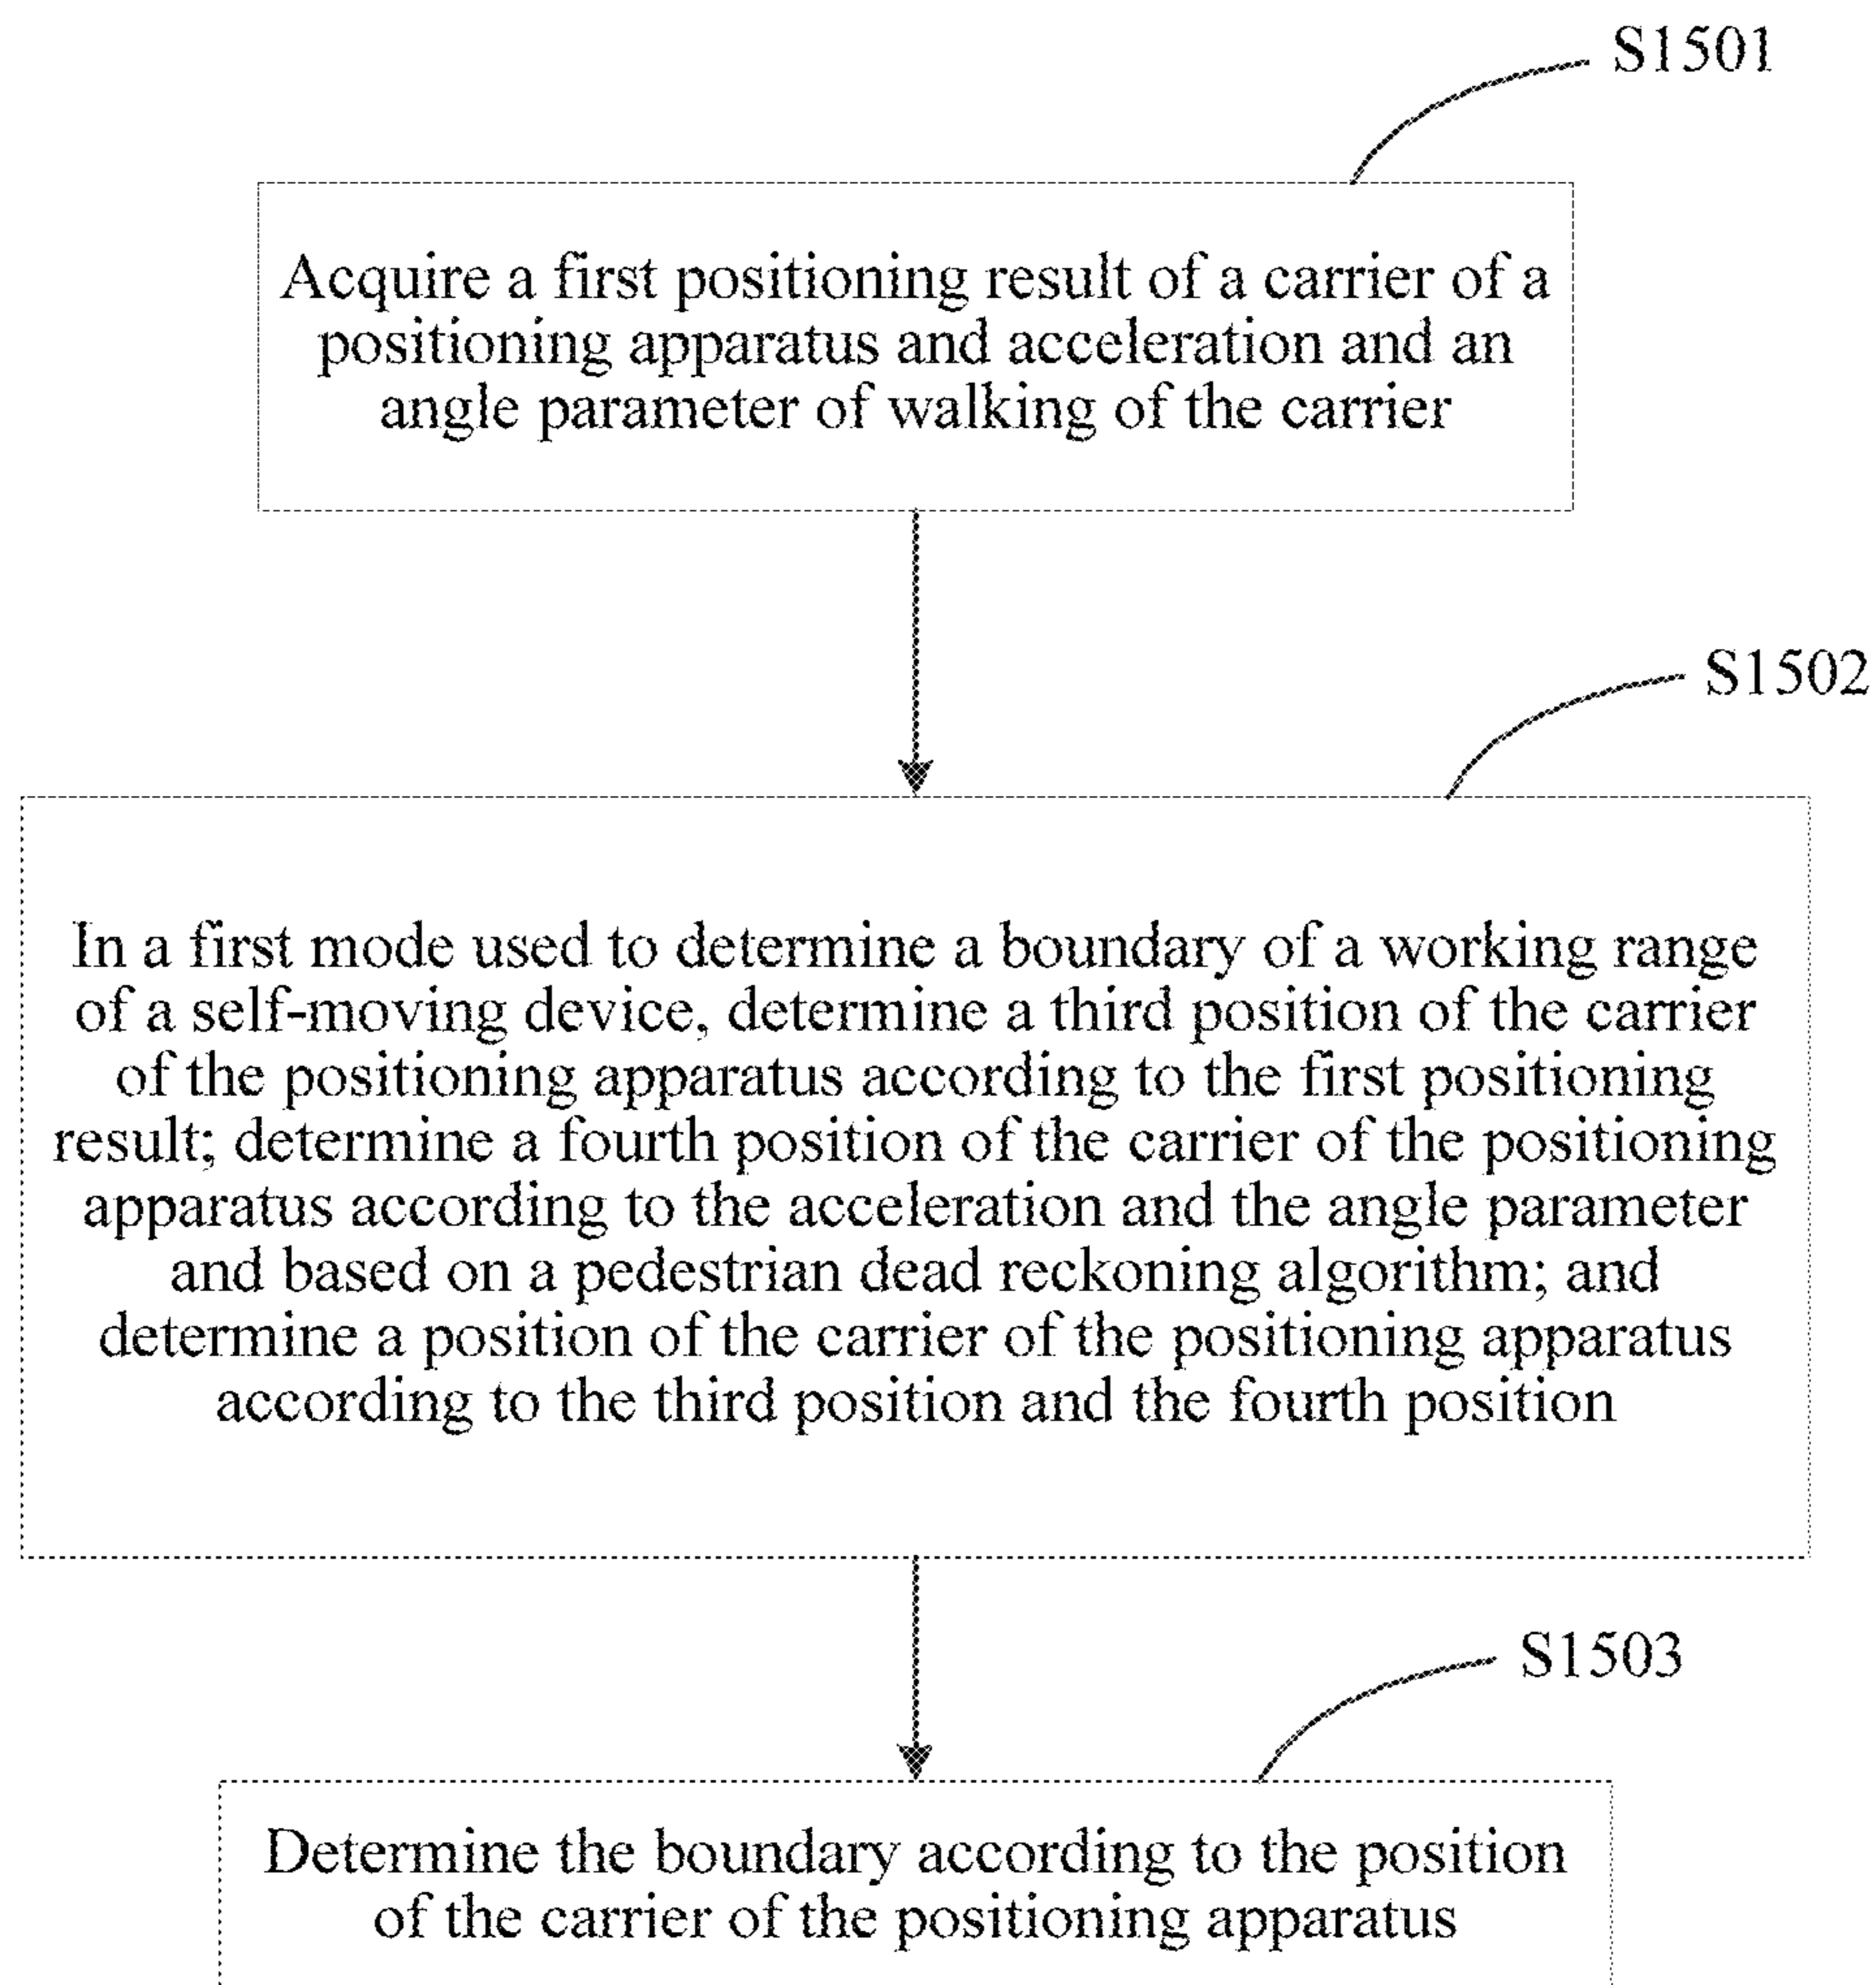 S1501
Acquire a first positioning result of a carrier of a
positioning apparatus and acceleration and an
angle parameter of walking of the carrier
S1502
In a first mode used to determine a boundary of a working range
of a self-moving device, determine a third position of the carrier
of the positioning apparatus according to the first positioning
result; determine a fourth position of the carrier of the positioning
apparatus according to the acceleration and the angle parameter
and based on a pedestrian dead reckoning algorithm; and
determine a position of the carrier of the positioning apparatus
according to the third position and the fourth position
S1503
Determine the boundary according to the position
of the carrier of the positioning apparatus